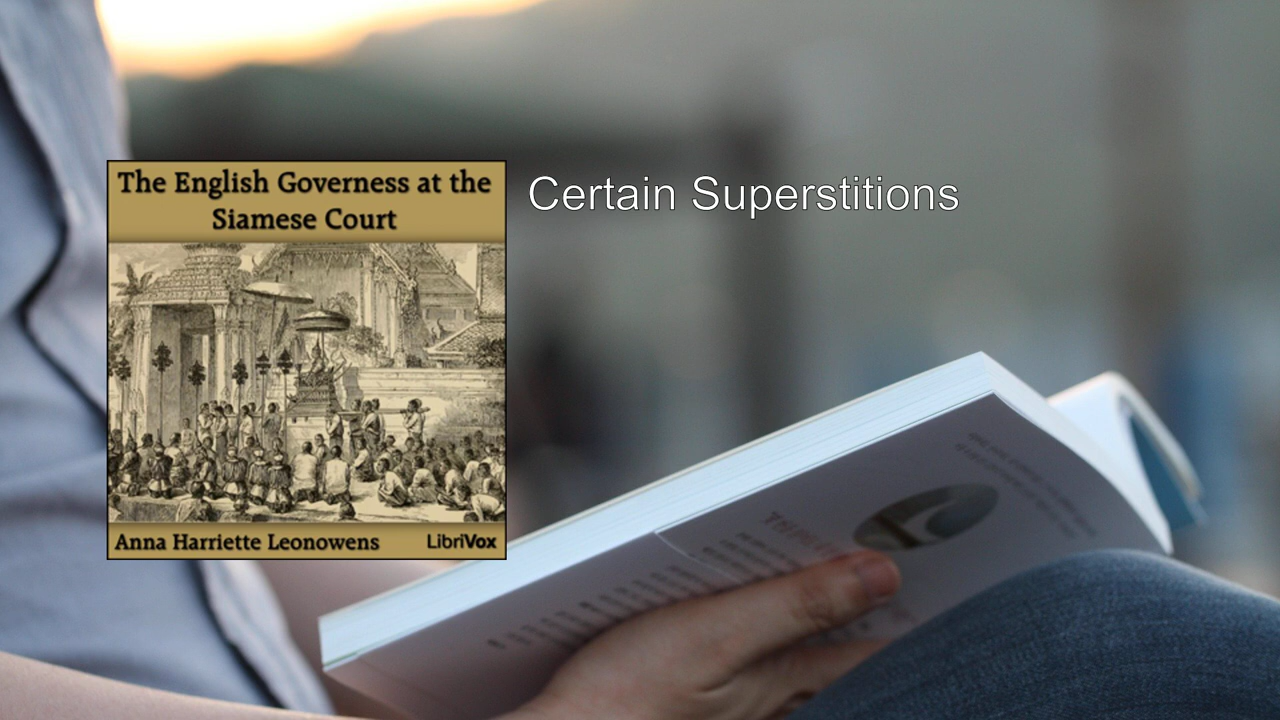 The English Governess at the
Siamese Court
Certain Superstitions
Anna Harriette Leonowens
LibriVox